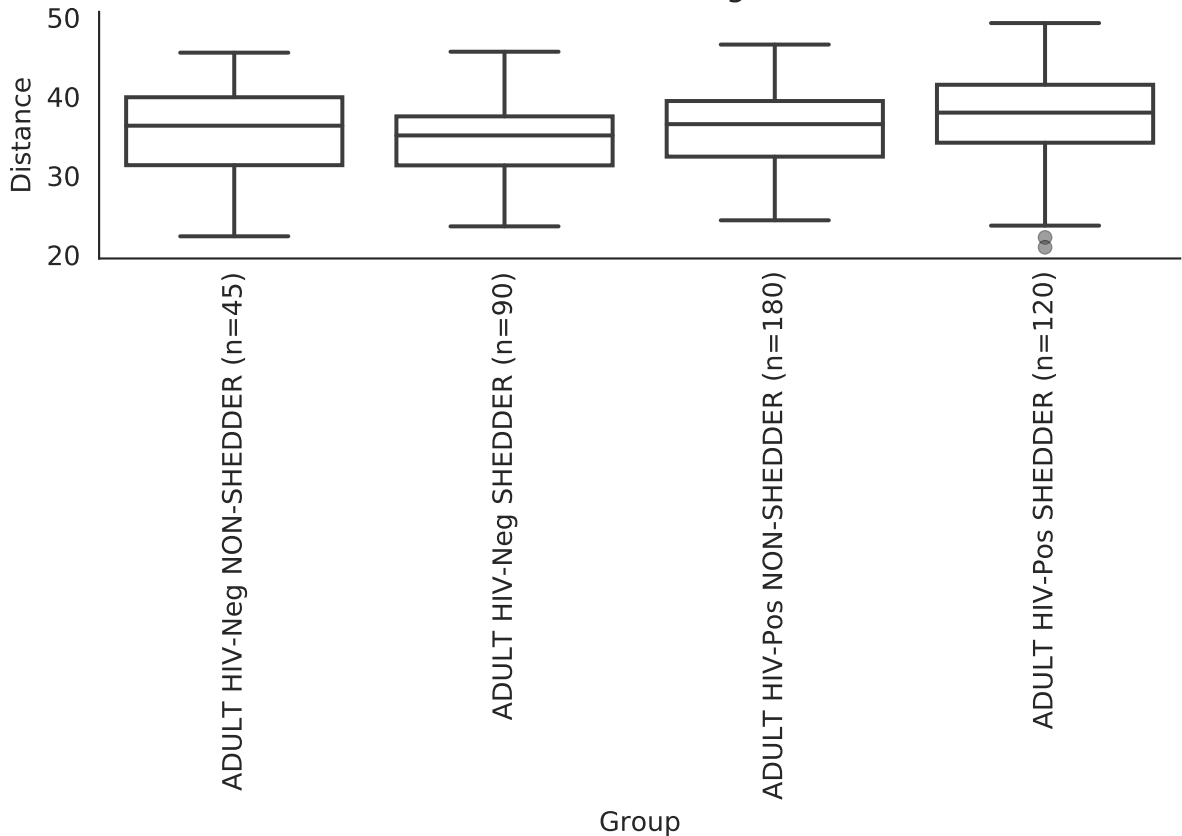 50
40
30
20
Distance
ADULT HIV-Neg NON-SHEDDER (n=45)
ADULT HIV-Neg SHEDDER (n=90)
ADULT HIV-Pos NON-SHEDDER (n=180)
ADULT HIV-Pos SHEDDER (n=120)
Group